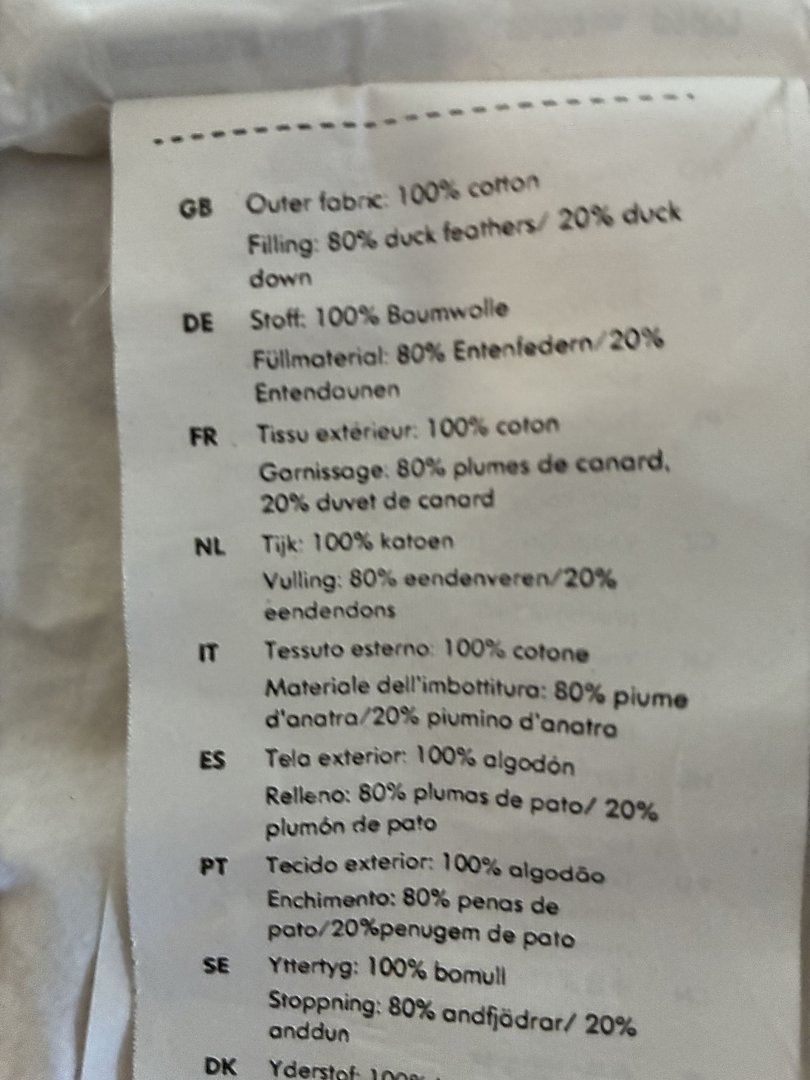 GB Outer fabric: 100% cotton
Filling: 80% duck feathers/ 20% duck
down
DE Stoff: 100% Baumwolle
Füllmaterial: 80% Entenfedern/20%
Entendaunen
FR Tissu extérieur: 100% coton
Garnissage: 80% plumes de canard,
20% duvet de canard
NL Tijk: 100% katoen
Vulling: 80% eendenveren/20%
eendendons
IT Tessuto esterno: 100% cotone
Materiale dell'imbottitura: 80% piume
d'anatra/20% piumino d'anatra
ES Tela exterior: 100% algodón
Relleno: 80% plumas de pato/ 20%
plumón de pato
PT Tecido exterior: 100% algodão
Enchimento: 80% penas de
pato/20%penugem de pato
SE Yttertyg: 100% bomull
Stoppning: 80% andfjädrar/ 20%
anddun
DK Yderstof: 100%